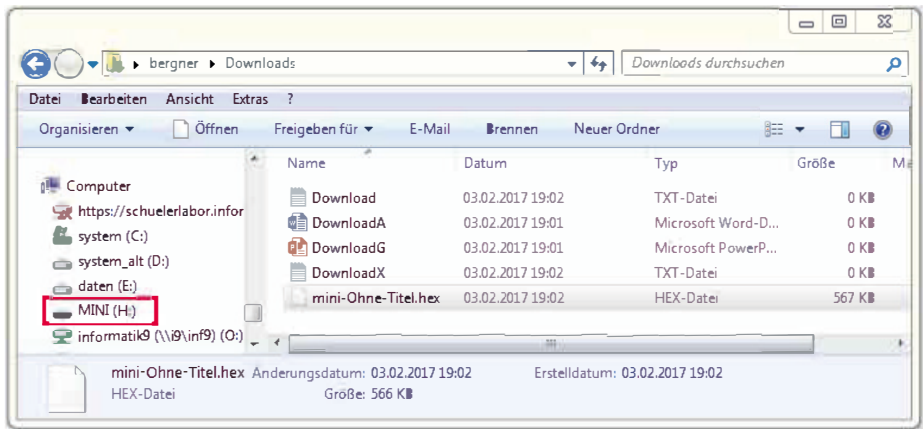 bergner ▸ Downloads
Downloads durchsuchen
Datei Bearbeiten Ansicht Extras ?
Organisieren Öffnen Freigeben für E-Mail Brennen Neuer Ordner
Name Datum Typ Größe
Computer
https://schuelerlabor.infor
system (C:)
system_alt (D:)
daten (E:)
MINI (H:)
informatik9 (\\i9\inf9) (O:)
Download 03.02.2017 19:02 TXT-Datei 0 KB
DownloadA 03.02.2017 19:01 Microsoft Word-D... 0 KB
DownloadG 03.02.2017 19:01 Microsoft PowerP... 0 KB
DownloadX 03.02.2017 19:02 TXT-Datei 0 KB
mini-Ohne-Titel.hex 03.02.2017 19:02 HEX-Datei 567 KB
mini-Ohne-Titel.hex Änderungsdatum: 03.02.2017 19:02 Erstelldatum: 03.02.2017 19:02
HEX-Datei Größe: 566 KB